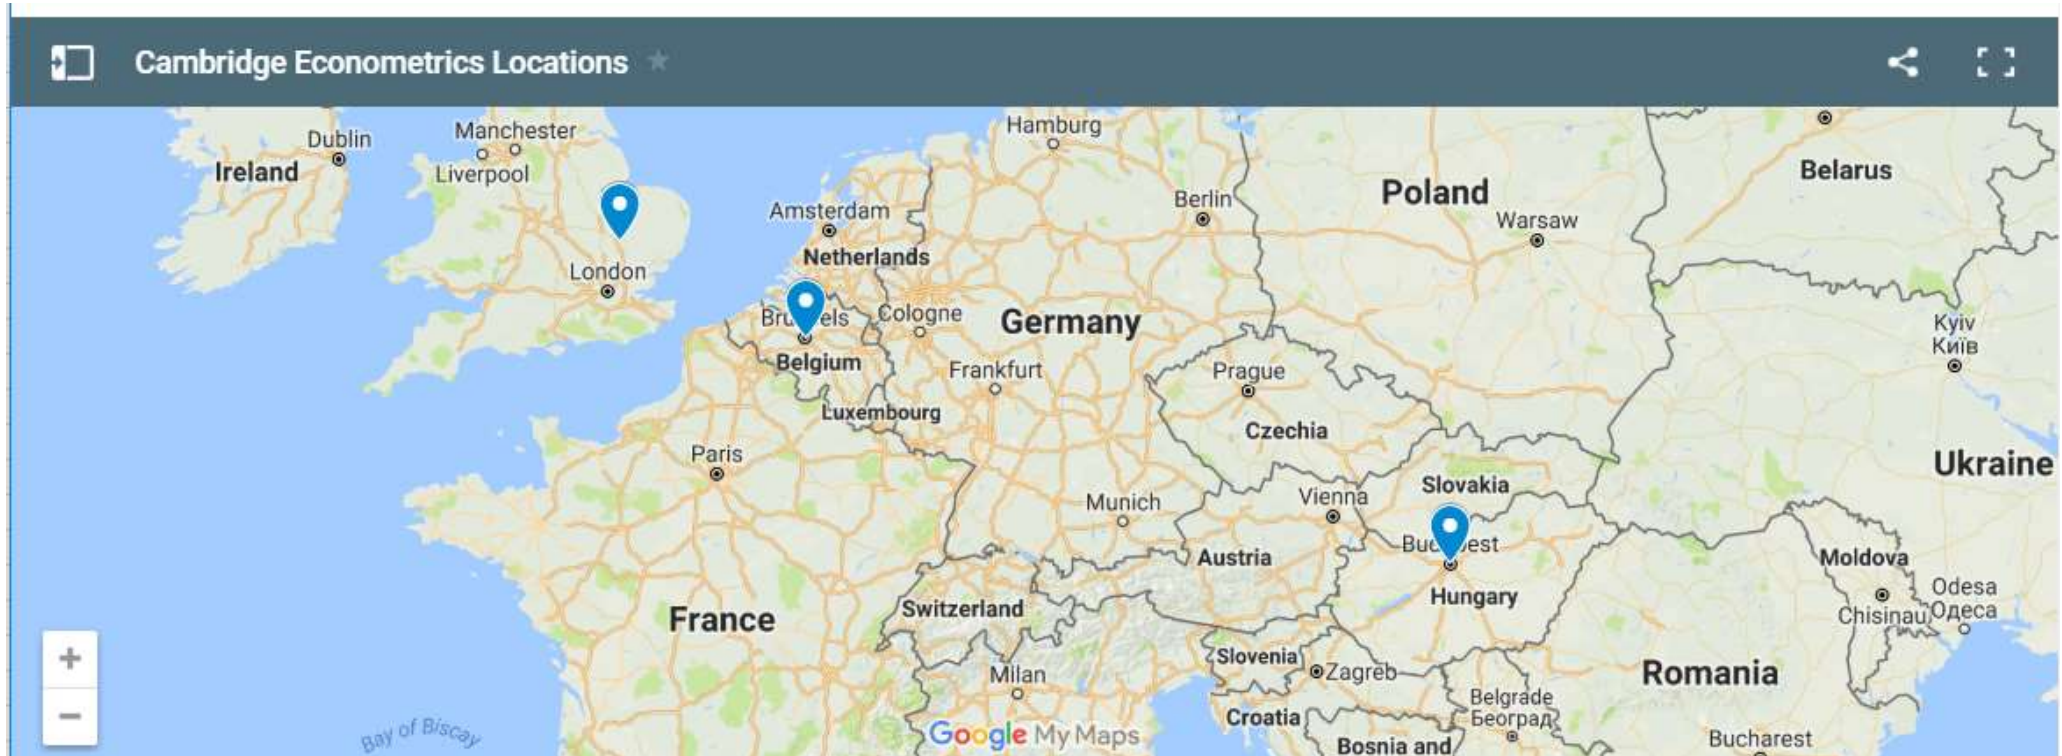 Cambridge Econometrics Locations
Manchester
Hamburg
Dublin
Ireland
Liverpool
Belarus
Poland
Berlin
Amsterdam
Warsaw
Netherlands
London
Brussels
Cologne
Germany
Kyiv
Київ
Belgium
Frankfurt
Prague
Luxembourg
Czechia
Paris
Ukraine
Slovakia
Munich
Vienna
Budapest
Austria
Moldova
Odesa
Одеса
Hungary
Switzerland
Chisinau
France
Slovenia
Zagreb
Milan
Romania
Belgrade
Београд
Croatia
Bay of Biscay
Google My Maps
Bosnia and
Bucharest
+
−